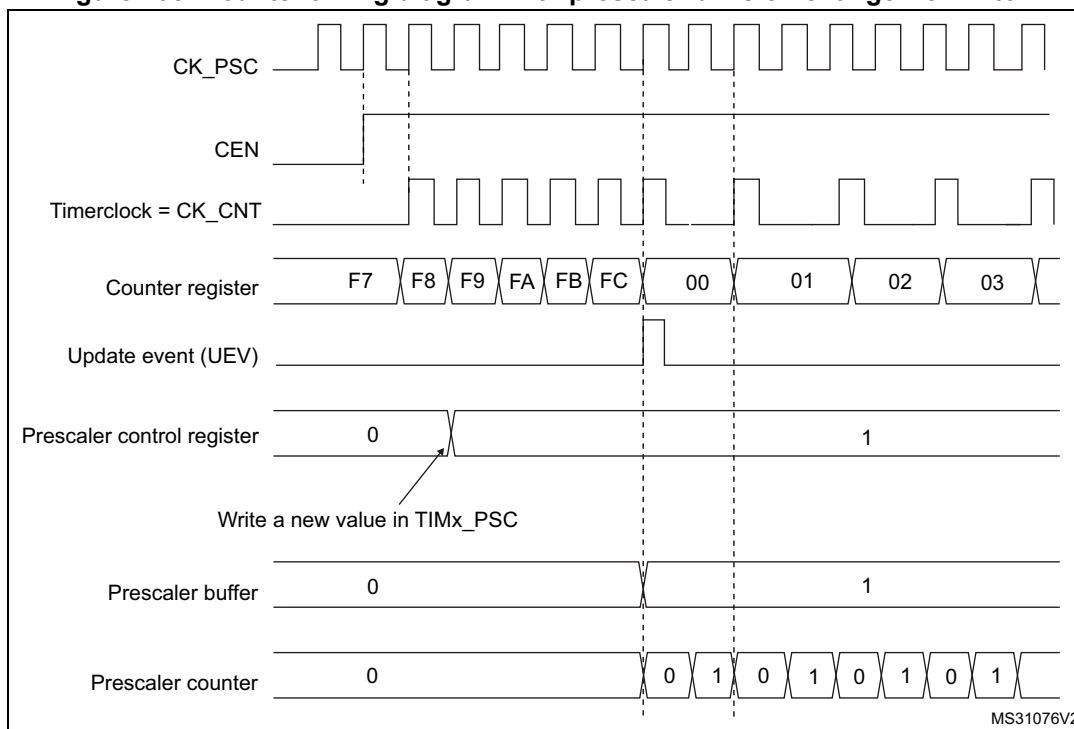 CK_PSC
CEN
Timerclock = CK_CNT
Counter register F7 F8 F9 FA FB FC 00 01 02 03
Update event (UEV)
Prescaler control register 0 1
Write a new value in TIMx_PSC
Prescaler buffer 0 1
Prescaler counter 0 0 1 0 1 0 1 0 1
MS31076V2